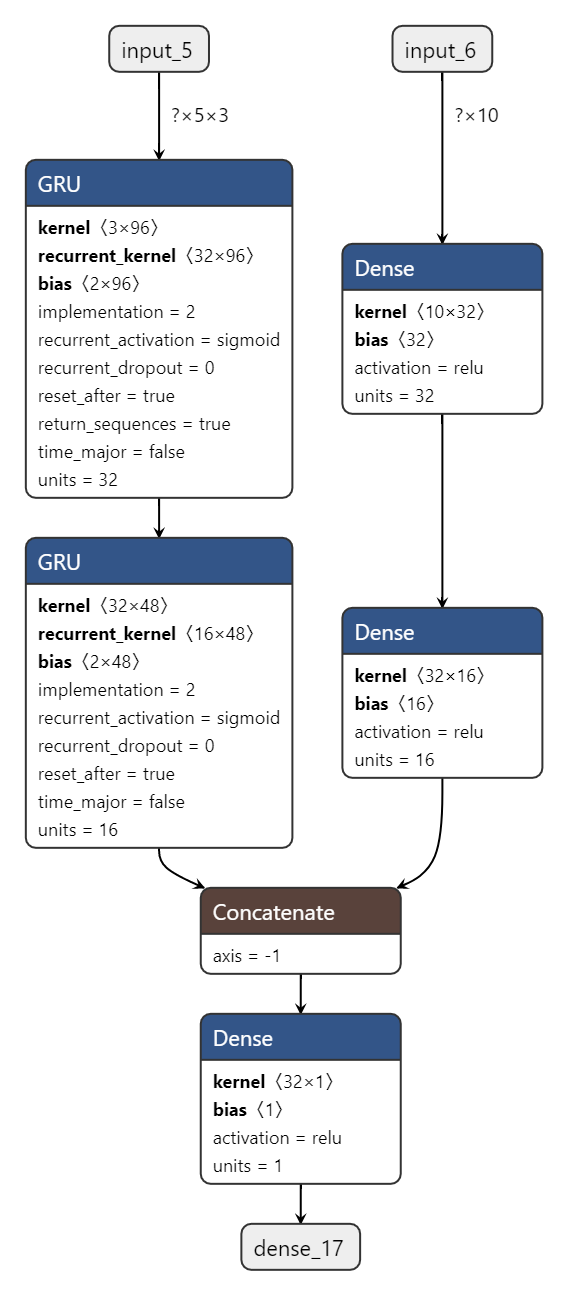 input_5
?×5×3
GRU
kernel 〈3×96〉
recurrent_kernel 〈32×96〉
bias 〈2×96〉
implementation = 2
recurrent_activation = sigmoid
recurrent_dropout = 0
reset_after = true
return_sequences = true
time_major = false
units = 32
GRU
kernel 〈32×48〉
recurrent_kernel 〈16×48〉
bias 〈2×48〉
implementation = 2
recurrent_activation = sigmoid
recurrent_dropout = 0
reset_after = true
time_major = false
units = 16
input_6
?×10
Dense
kernel 〈10×32〉
bias 〈32〉
activation = relu
units = 32
Dense
kernel 〈32×16〉
bias 〈16〉
activation = relu
units = 16
Concatenate
axis = -1
Dense
kernel 〈32×1〉
bias 〈1〉
activation = relu
units = 1
dense_17